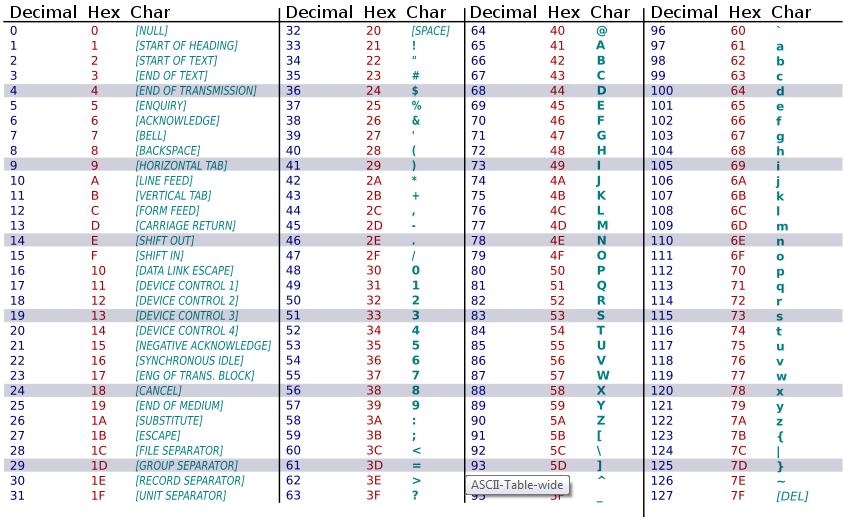 Decimal Hex Char Decimal Hex Char Decimal Hex Char Decimal Hex Char
0 0 [NULL] 32 20 [SPACE] 64 40 @ 96 60 `
1 1 [START OF HEADING] 33 21 ! 65 41 A 97 61 a
2 2 [START OF TEXT] 34 22 " 66 42 B 98 62 b
3 3 [END OF TEXT] 35 23 # 67 43 C 99 63 c
4 4 [END OF TRANSMISSION] 36 24 $ 68 44 D 100 64 d
5 5 [ENQUIRY] 37 25 % 69 45 E 101 65 e
6 6 [ACKNOWLEDGE] 38 26 & 70 46 F 102 66 f
7 7 [BELL] 39 27 ' 71 47 G 103 67 g
8 8 [BACKSPACE] 40 28 ( 72 48 H 104 68 h
9 9 [HORIZONTAL TAB] 41 29 ) 73 49 I 105 69 i
10 A [LINE FEED] 42 2A * 74 4A J 106 6A j
11 B [VERTICAL TAB] 43 2B + 75 4B K 107 6B k
12 C [FORM FEED] 44 2C , 76 4C L 108 6C l
13 D [CARRIAGE RETURN] 45 2D - 77 4D M 109 6D m
14 E [SHIFT OUT] 46 2E . 78 4E N 110 6E n
15 F [SHIFT IN] 47 2F / 79 4F O 111 6F o
16 10 [DATA LINK ESCAPE] 48 30 0 80 50 P 112 70 p
17 11 [DEVICE CONTROL 1] 49 31 1 81 51 Q 113 71 q
18 12 [DEVICE CONTROL 2] 50 32 2 82 52 R 114 72 r
19 13 [DEVICE CONTROL 3] 51 33 3 83 53 S 115 73 s
20 14 [DEVICE CONTROL 4] 52 34 4 84 54 T 116 74 t
21 15 [NEGATIVE ACKNOWLEDGE] 53 35 5 85 55 U 117 75 u
22 16 [SYNCHRONOUS IDLE] 54 36 6 86 56 V 118 76 v
23 17 [ENG OF TRANS. BLOCK] 55 37 7 87 57 W 119 77 w
24 18 [CANCEL] 56 38 8 88 58 X 120 78 x
25 19 [END OF MEDIUM] 57 39 9 89 59 Y 121 79 y
26 1A [SUBSTITUTE] 58 3A : 90 5A Z 122 7A z
27 1B [ESCAPE] 59 3B ; 91 5B [ 123 7B {
28 1C [FILE SEPARATOR] 60 3C < 92 5C \ 124 7C |
29 1D [GROUP SEPARATOR] 61 3D = 93 5D ] 125 7D }
30 1E [RECORD SEPARATOR] 62 3E > ASCII-Table-wide ^ 126 7E ~
31 1F [UNIT SEPARATOR] 63 3F ? 95 5F _ 127 7F [DEL]